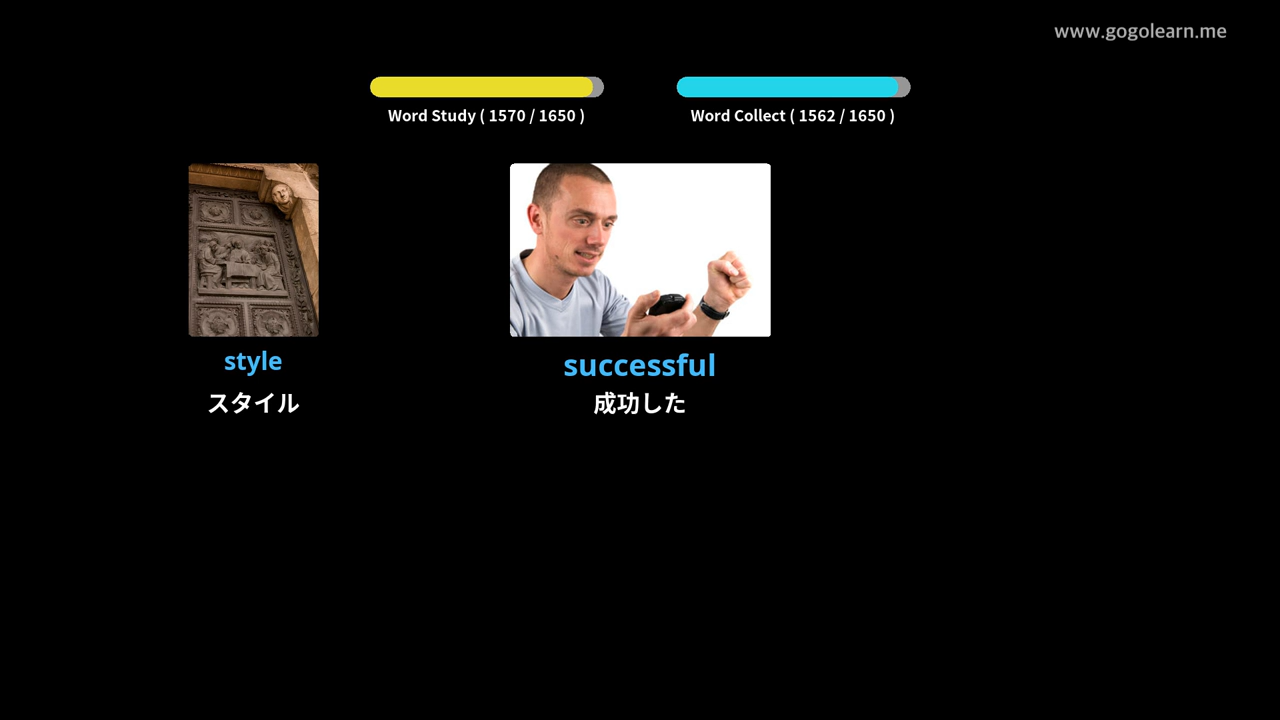 www.gogolearn.me
Word Study ( 1570 / 1650 )
Word Collect ( 1562 / 1650 )
style
スタイル
successful
成功した